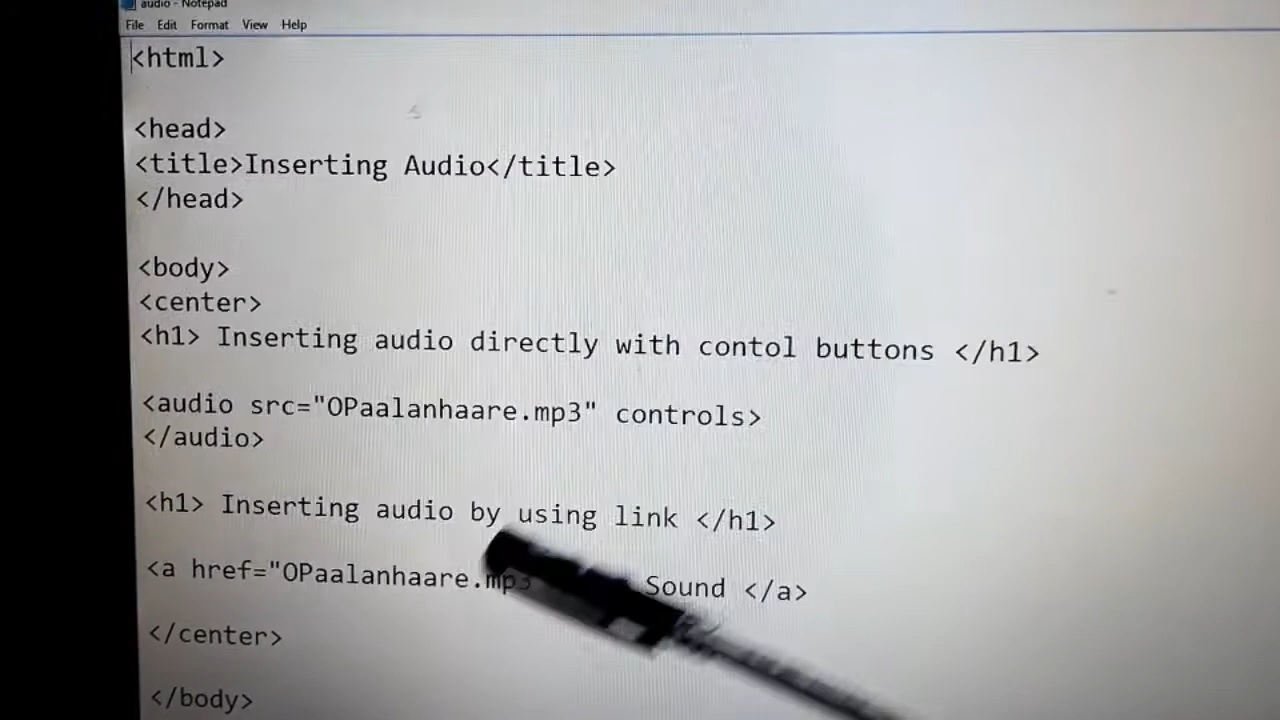 audio - Notepad
File Edit Format View Help
<html>
<head>
<title>Inserting Audio</title>
</head>
<body>
<center>
<h1> Inserting audio directly with contol buttons </h1>
<audio src="OPaalanhaare.mp3" controls>
</audio>
<h1> Inserting audio by using link </h1>
<a href="OPaalanhaare.mp3 Sound </a>
</center>
</body>